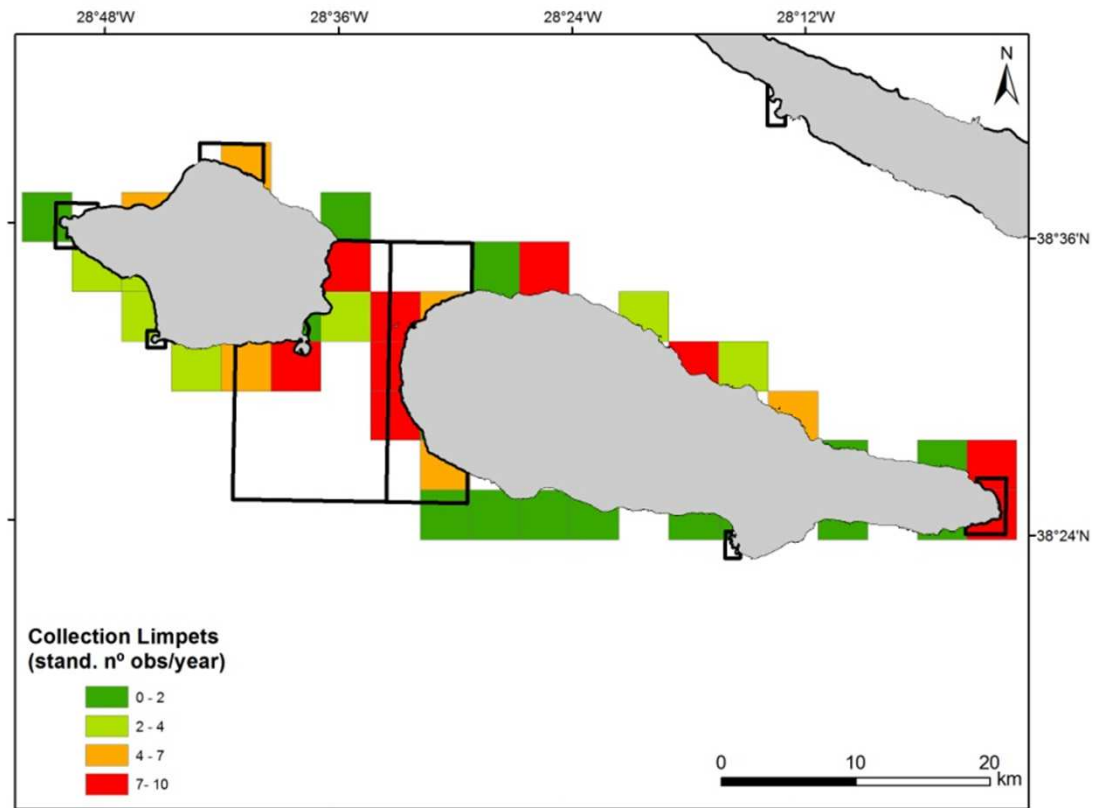 28°48'W 28°36'W 28°24'W 28°12'W
N
38°36'N
38°24'N
Collection Limpets
(stand. nº obs/year)
0 - 2
2 - 4
4 - 7
7- 10
0 10 20
km